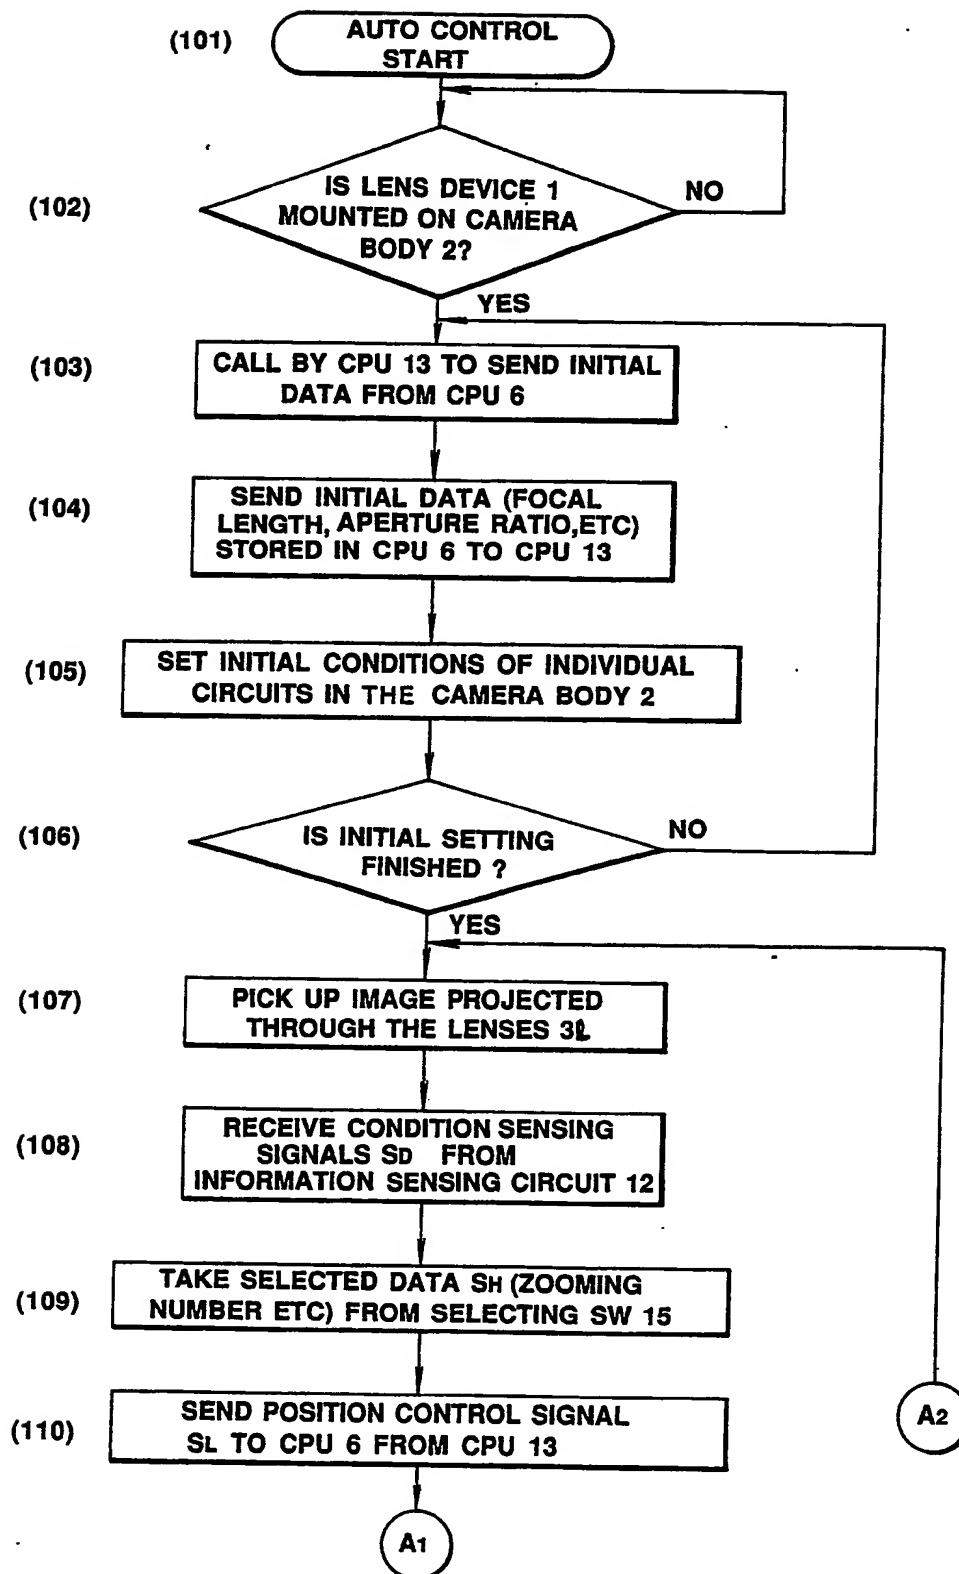 (101)
AUTO CONTROL
START
(102)
IS LENS DEVICE 1
MOUNTED ON CAMERA
BODY 2?
NO
YES
(103)
CALL BY CPU 13 TO SEND INITIAL
DATA FROM CPU 6
(104)
SEND INITIAL DATA (FOCAL
LENGTH, APERTURE RATIO,ETC)
STORED IN CPU 6 TO CPU 13
(105)
SET INITIAL CONDITIONS OF INDIVIDUAL
CIRCUITS IN THE CAMERA BODY 2
(106)
IS INITIAL SETTING
FINISHED ?
NO
YES
(107)
PICK UP IMAGE PROJECTED
THROUGH THE LENSES 3ℓ
(108)
RECEIVE CONDITION SENSING
SIGNALS SD FROM
INFORMATION SENSING CIRCUIT 12
(109)
TAKE SELECTED DATA SH (ZOOMING
NUMBER ETC) FROM SELECTING SW 15
(110)
SEND POSITION CONTROL SIGNAL
SL TO CPU 6 FROM CPU 13
A2
A1